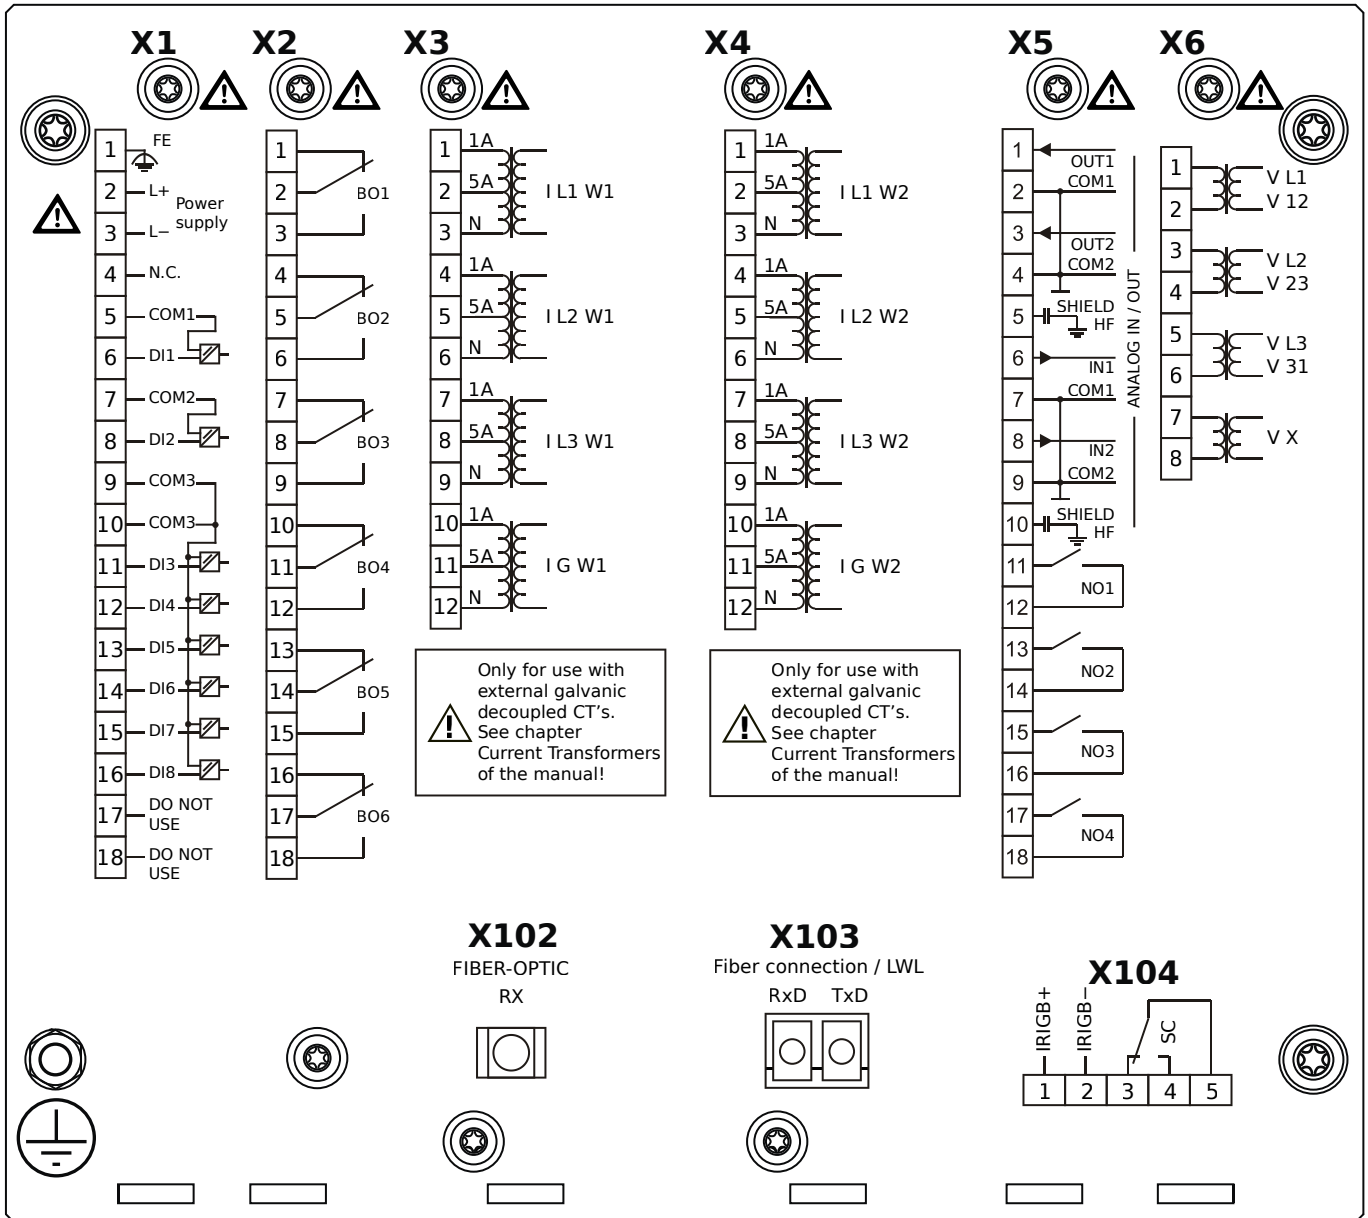 X1
1
FE
2
L+
Power
supply
3
L−
4
N.C.
5
COM1
6
DI1
7
COM2
8
DI2
9
COM3
10
COM3
11
DI3
12
DI4
13
DI5
14
DI6
15
DI7
16
DI8
17
DO NOT
USE
18
DO NOT
USE
X2
1
2
BO1
3
4
5
BO2
6
7
8
BO3
9
10
11
BO4
12
13
14
BO5
15
16
17
BO6
18
X3
1
1A
2
5A
I L1 W1
3
N
4
1A
5
5A
I L2 W1
6
N
7
1A
8
5A
I L3 W1
9
N
10
1A
11
5A
I G W1
12
N
Only for use with
external galvanic
decoupled CT's.
See chapter
Current Transformers
of the manual!
X4
1
1A
2
5A
I L1 W2
3
N
4
1A
5
5A
I L2 W2
6
N
7
1A
8
5A
I L3 W2
9
N
10
1A
11
5A
I G W2
12
N
Only for use with
external galvanic
decoupled CT's.
See chapter
Current Transformers
of the manual!
X5
1
OUT1
2
COM1
3
OUT2
4
COM2
5
SHIELD
HF
6
IN1
7
COM1
8
IN2
9
COM2
10
SHIELD
HF
ANALOG IN / OUT
11
NO1
12
13
NO2
14
15
NO3
16
17
NO4
18
X6
1
V L1
2
V 12
3
V L2
4
V 23
5
V L3
6
V 31
7
V X
8
X102
FIBER-OPTIC
RX
X103
Fiber connection / LWL
RxD TxD
X104
IRIGB+
IRIGB−
SC
1 2 3 4 5